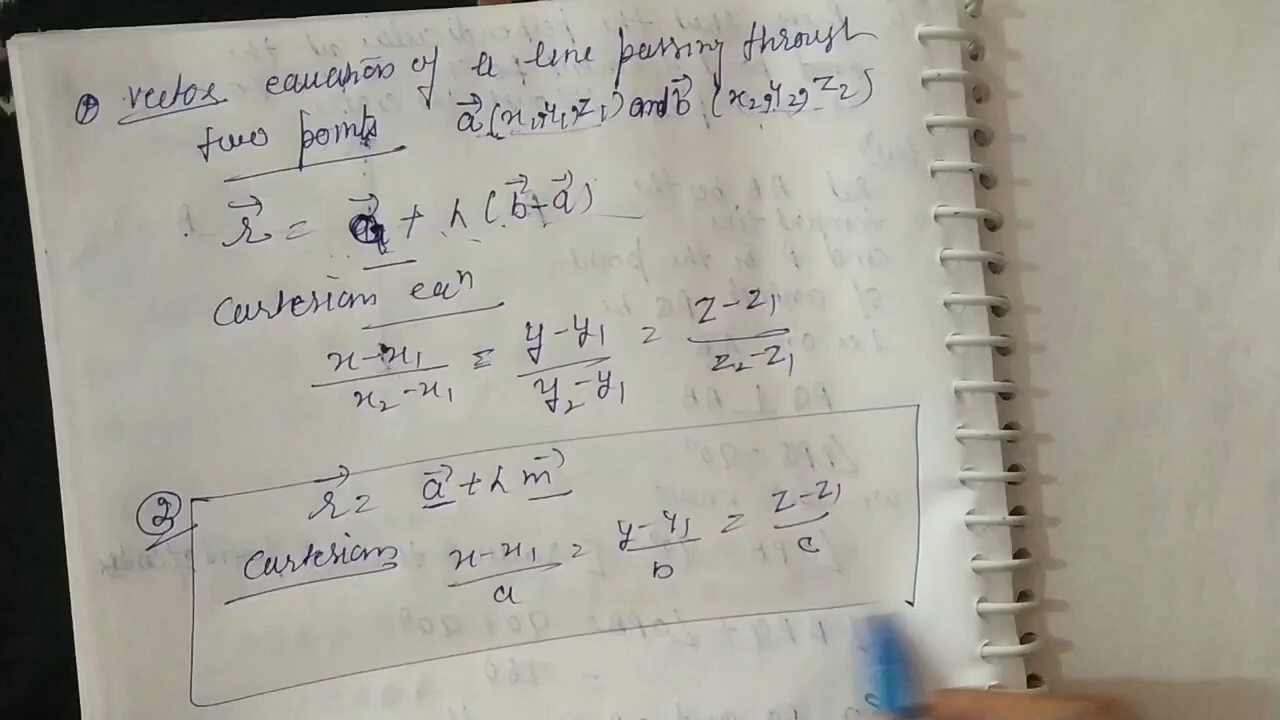 ① vector equation of a line passing through
two points a⃗ (x₁, y₁, z₁) and b⃗ (x₂, y₂, z₂)
r⃗ = a⃗ + λ (b⃗ - a⃗)
Cartesian eqⁿ
x-x₁/x₂-x₁ = y-y₁/y₂-y₁ = z-z₁/z₂-z₁
② r⃗ = a⃗ + λ m⃗
Cartesian x-x₁/a = y-y₁/b = z-z₁/c